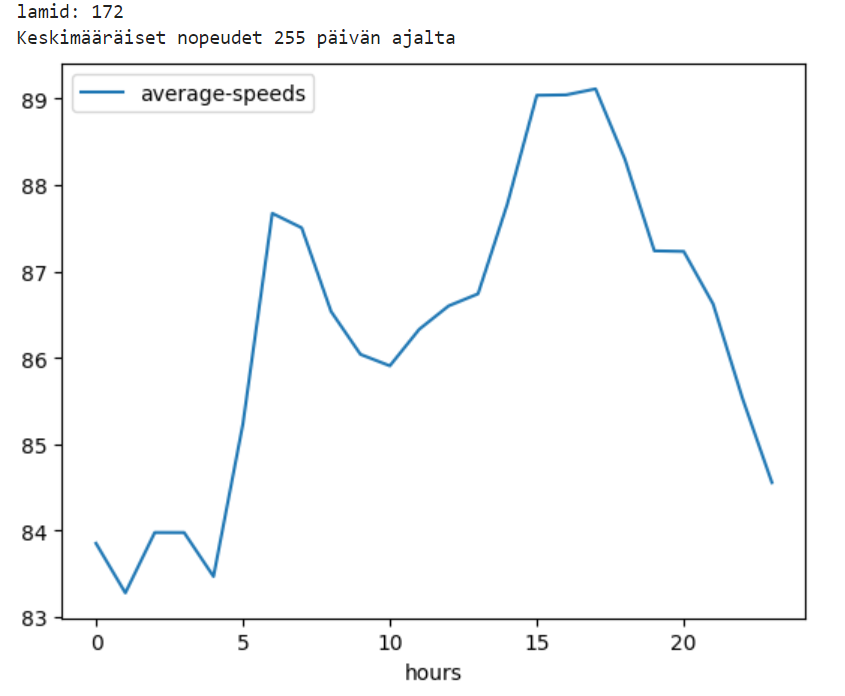 lamid: 172
Keskimääräiset nopeudet 255 päivän ajalta
average-speeds
89
88
87
86
85
84
83
0 5 10 15 20
hours